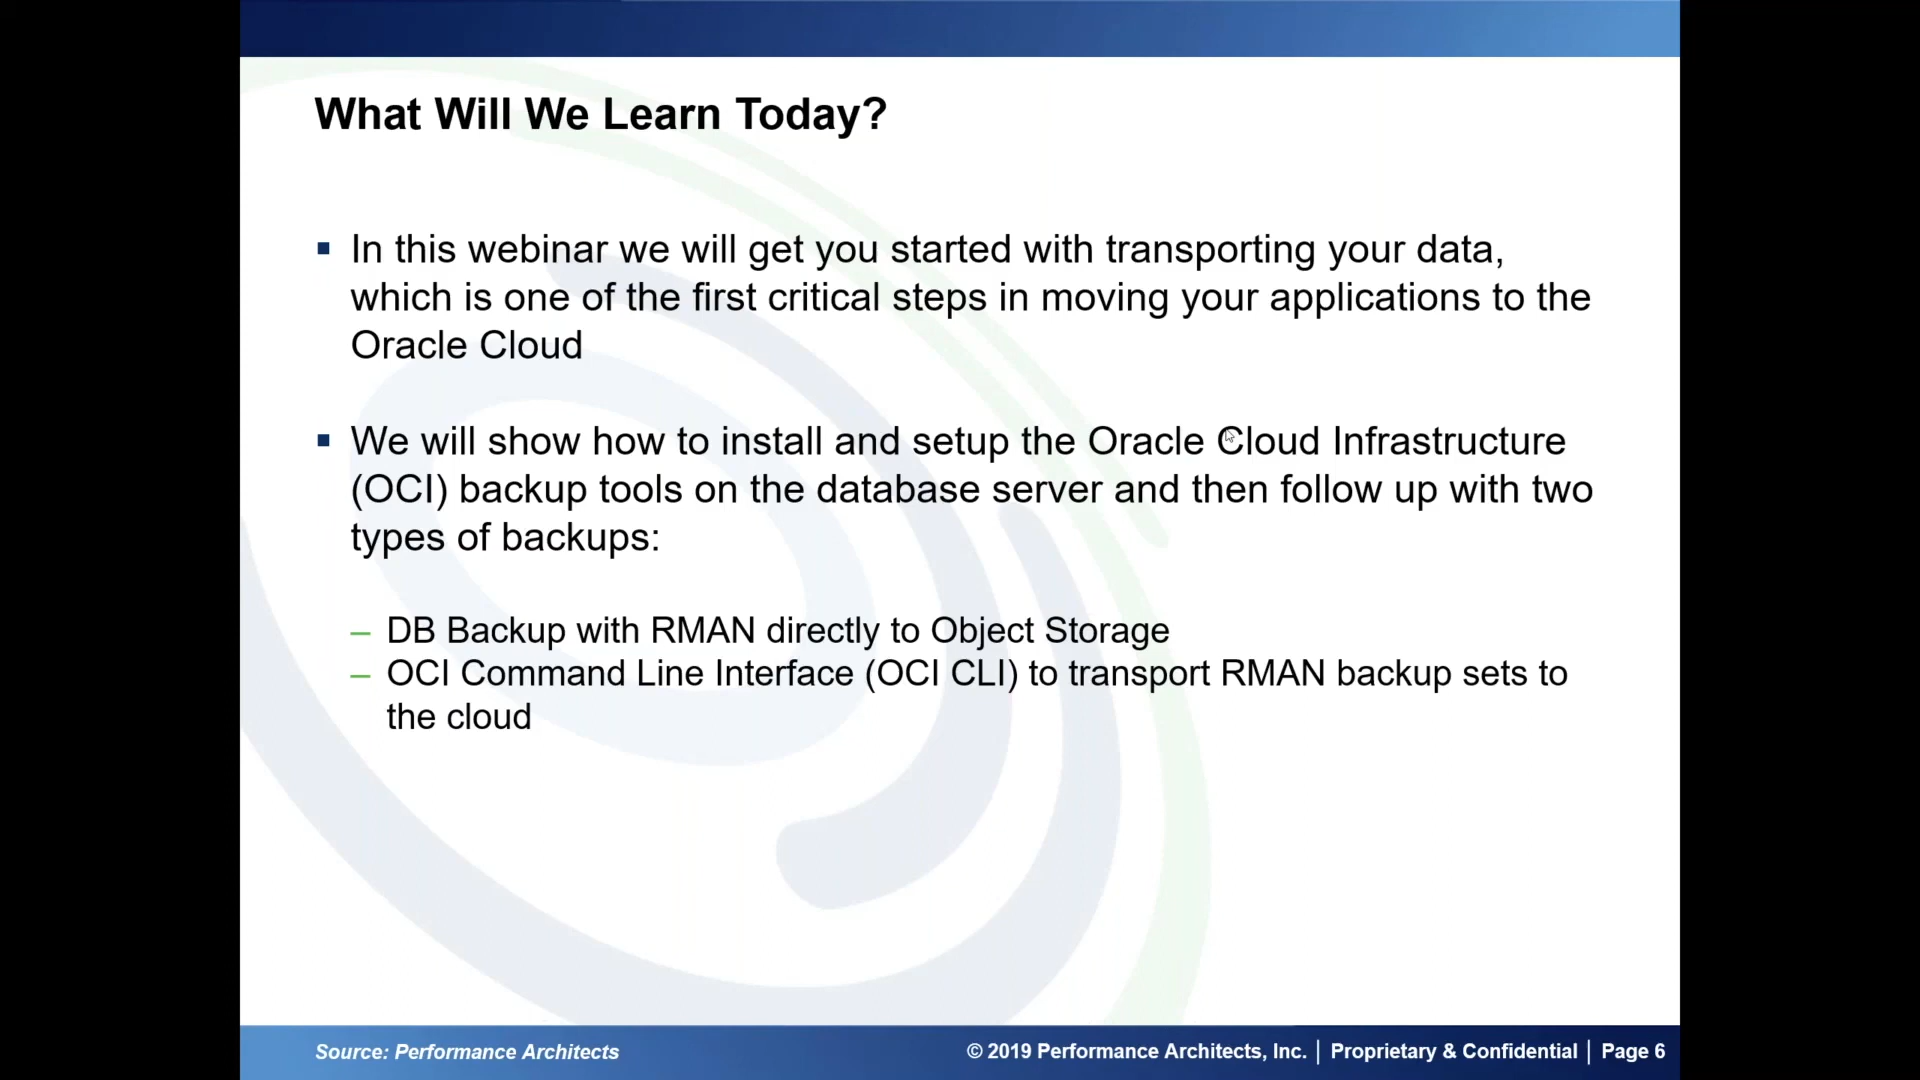 What Will We Learn Today?
▪ In this webinar we will get you started with transporting your data,
which is one of the first critical steps in moving your applications to the
Oracle Cloud
▪ We will show how to install and setup the Oracle Cloud Infrastructure
(OCI) backup tools on the database server and then follow up with two
types of backups:
– DB Backup with RMAN directly to Object Storage
– OCI Command Line Interface (OCI CLI) to transport RMAN backup sets to
the cloud
Source: Performance Architects
© 2019 Performance Architects, Inc. | Proprietary & Confidential | Page 6